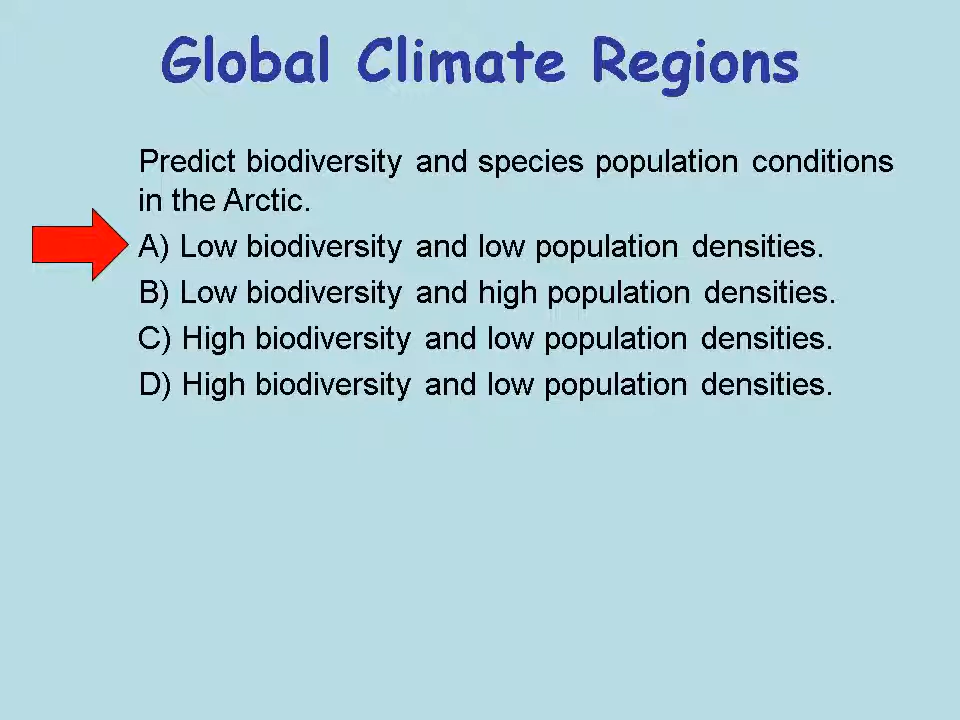 Global Climate Regions
Predict biodiversity and species population conditions
in the Arctic.
A) Low biodiversity and low population densities.
B) Low biodiversity and high population densities.
C) High biodiversity and low population densities.
D) High biodiversity and low population densities.